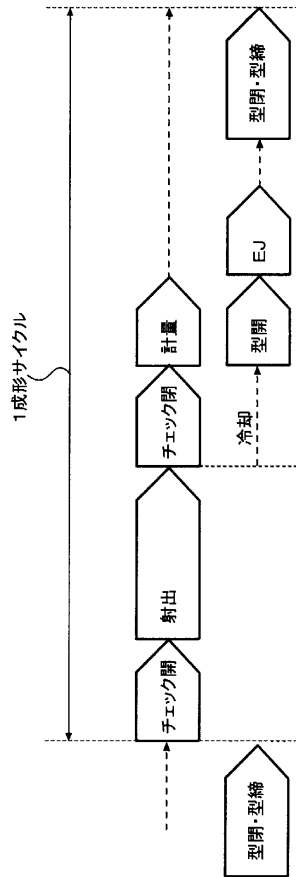 1成形サイクル
チェック開
射出
チェック閉
計量
型閉・型締
冷却
型開
EJ
型閉・型締